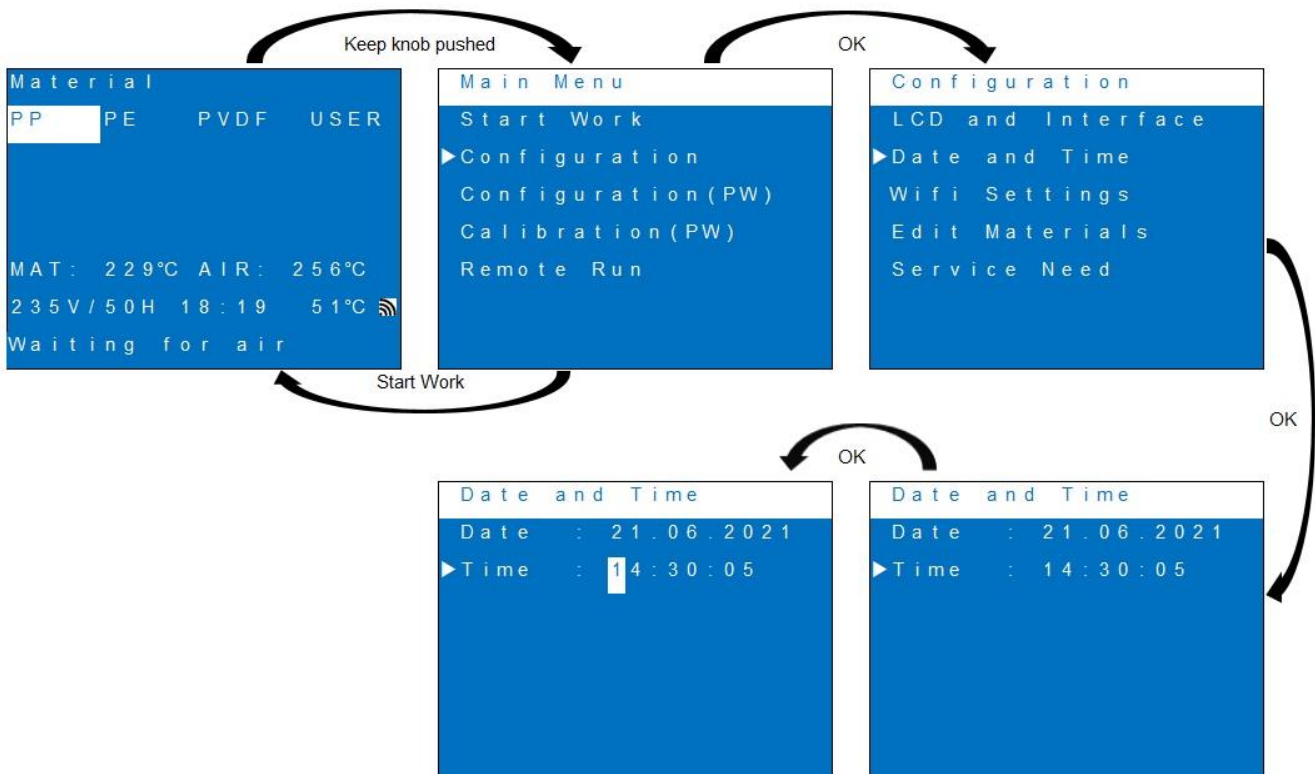 Keep knob pushed
OK
Material
PP PE PVDF USER
MAT: 229°C AIR: 256°C
235V/50H 18:19 51°C
Waiting for air
Main Menu
Start Work
Configuration
Configuration(PW)
Calibration(PW)
Remote Run
Configuration
LCD and Interface
Date and Time
Wifi Settings
Edit Materials
Service Need
Start Work
OK
OK
Date and Time
Date : 21.06.2021
Time : 14:30:05
Date and Time
Date : 21.06.2021
Time : 14:30:05